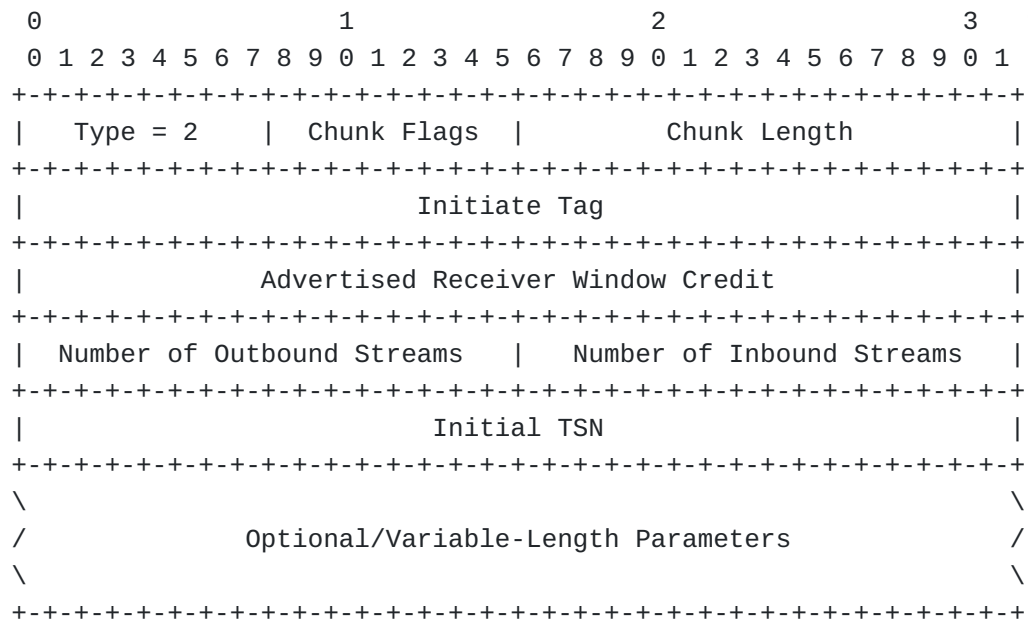 0                   1                   2                   3
 0 1 2 3 4 5 6 7 8 9 0 1 2 3 4 5 6 7 8 9 0 1 2 3 4 5 6 7 8 9 0 1
+-+-+-+-+-+-+-+-+-+-+-+-+-+-+-+-+-+-+-+-+-+-+-+-+-+-+-+-+-+-+-+-+
|   Type = 2    |  Chunk Flags  |         Chunk Length          |
+-+-+-+-+-+-+-+-+-+-+-+-+-+-+-+-+-+-+-+-+-+-+-+-+-+-+-+-+-+-+-+-+
|                         Initiate Tag                          |
+-+-+-+-+-+-+-+-+-+-+-+-+-+-+-+-+-+-+-+-+-+-+-+-+-+-+-+-+-+-+-+-+
|               Advertised Receiver Window Credit               |
+-+-+-+-+-+-+-+-+-+-+-+-+-+-+-+-+-+-+-+-+-+-+-+-+-+-+-+-+-+-+-+-+
|  Number of Outbound Streams   |   Number of Inbound Streams   |
+-+-+-+-+-+-+-+-+-+-+-+-+-+-+-+-+-+-+-+-+-+-+-+-+-+-+-+-+-+-+-+-+
|                          Initial TSN                          |
+-+-+-+-+-+-+-+-+-+-+-+-+-+-+-+-+-+-+-+-+-+-+-+-+-+-+-+-+-+-+-+-+
\                                                               \
/              Optional/Variable-Length Parameters              /
\                                                               \
+-+-+-+-+-+-+-+-+-+-+-+-+-+-+-+-+-+-+-+-+-+-+-+-+-+-+-+-+-+-+-+-+